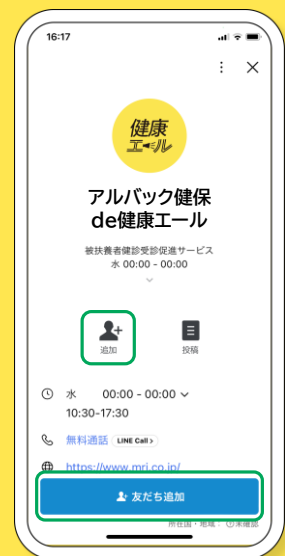 16:17
健康
エール
アルバック健保
de健康エール
被扶養者健診受診促進サービス
水 00:00 - 00:00
追加
投稿
水 00:00 - 00:00
10:30-17:30
無料通話 LINE Call >
https://www.mri.co.jp/
友だち追加
所在国・地域： 未確認